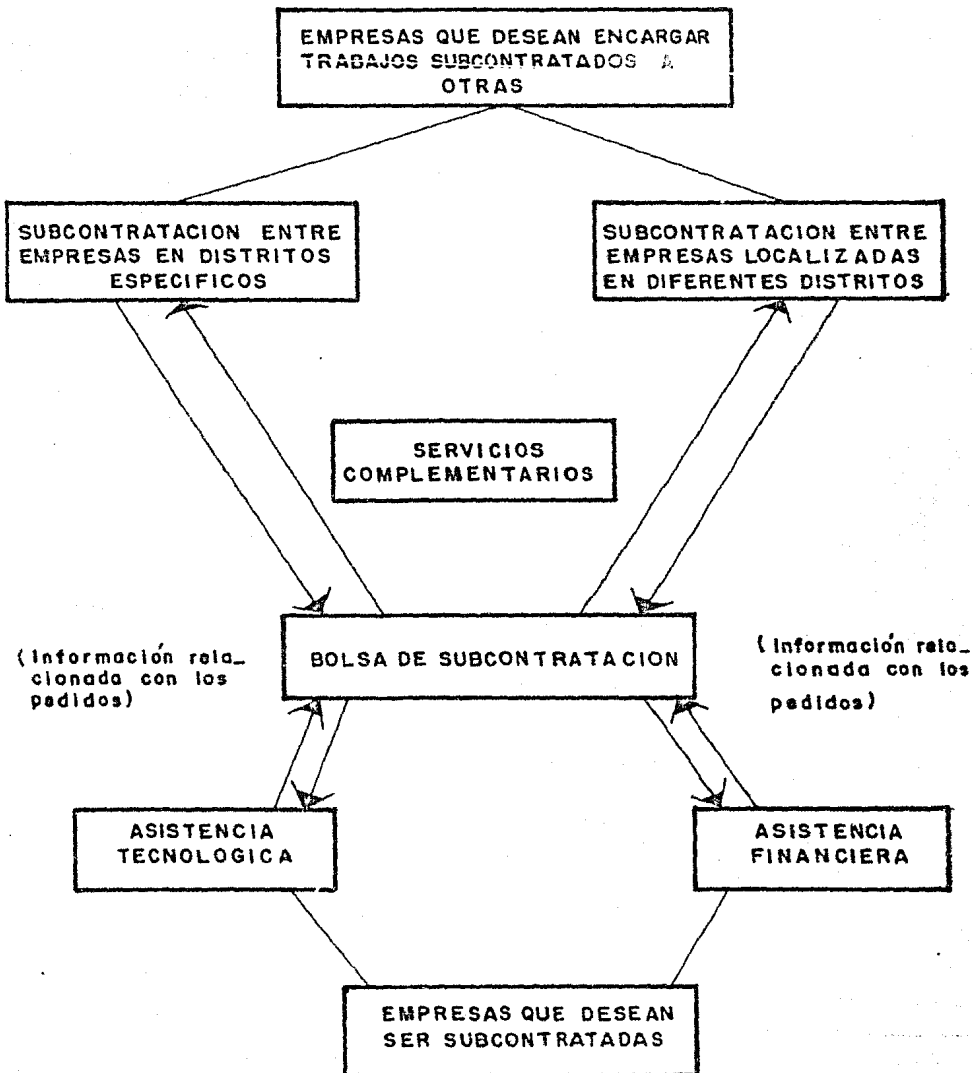 EMPRESAS QUE DESEAN ENCARGAR
TRABAJOS SUBCONTRATADOS A
OTRAS
SUBCONTRATACION ENTRE
EMPRESAS EN DISTRITOS
ESPECIFICOS
SUBCONTRATACION ENTRE
EMPRESAS LOCALIZADAS
EN DIFERENTES DISTRITOS
SERVICIOS
COMPLEMENTARIOS
(Información rela_
cionada con los
pedidos)
BOLSA DE SUBCONTRATACION
(Información rela_
cionada con los
pedidos)
ASISTENCIA
TECNOLOGICA
ASISTENCIA
FINANCIERA
EMPRESAS QUE DESEAN
SER SUBCONTRATADAS